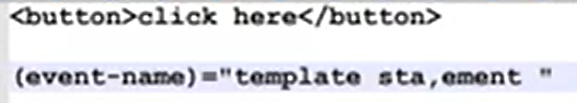 <button>click here</button>
(event-name)="template sta,ement "